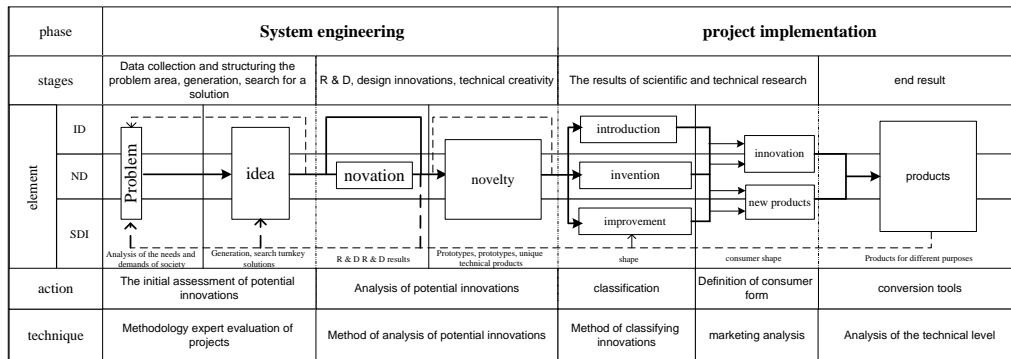 phase
System engineering
project implementation
stages
Data collection and structuring the
problem area, generation, search for a
solution
R & D, design innovations, technical creativity
The results of scientific and technical research
end result
element
ID
ND
SDI
Problem
idea
novation
novelty
introduction
invention
improvement
innovation
new products
products
Analysis of the needs and
demands of society
Generation, search turnkey
solutions
R & D R & D results
Prototypes, prototypes, unique
technical products
shape
consumer shape
Products for different purposes
action
The initial assessment of potential
innovations
Analysis of potential innovations
classification
Definition of consumer
form
conversion tools
technique
Methodology expert evaluation of
projects
Method of analysis of potential innovations
Method of classifying
innovations
marketing analysis
Analysis of the technical level